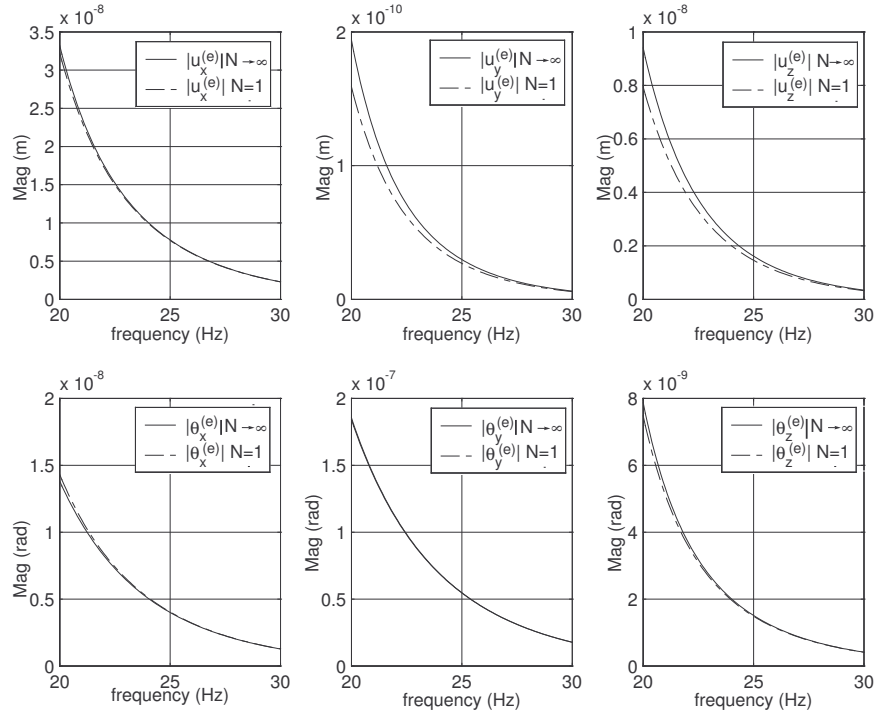 x 10^-8
3.5
3
2.5
2
1.5
1
0.5
0
Mag (m)
|u_x^(e)|N→∞
|u_x^(e)| N=1
20 25 30
frequency (Hz)
x 10^-10
2
1
0
|u_y^(e)|N→∞
|u_y^(e)| N=1
20 25 30
frequency (Hz)
x 10^-8
1
0.8
0.6
0.4
0.2
0
Mag (m)
|u_z^(e)| N→∞
|u_z^(e)| N=1
20 25 30
frequency (Hz)
x 10^-8
2
1.5
1
0.5
0
Mag (rad)
|θ_x^(e)|N→∞
|θ_x^(e)| N=1
20 25 30
frequency (Hz)
x 10^-7
2
1.5
1
0.5
0
Mag (rad)
|θ_y^(e)|N→∞
|θ_y^(e)| N=1
20 25 30
frequency (Hz)
x 10^-9
8
6
4
2
0
Mag (rad)
|θ_z^(e)|N→∞
|θ_z^(e)| N=1
20 25 30
frequency (Hz)